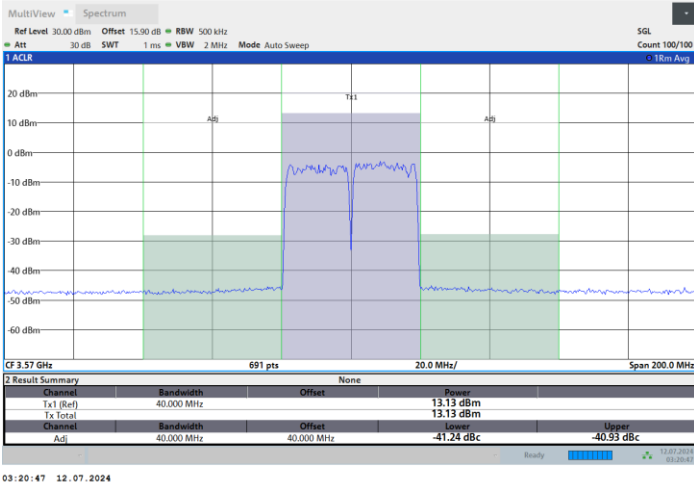 MultiView Spectrum
Ref Level 30.00 dBm Offset 15.90 dB RBW 500 kHz SGL
Att 30 dB SWT 1 ms VBW 2 MHz Mode Auto Sweep Count 100/100
1 ACLR 1Rm Avg
Tx1
20 dBm
Adj Adj
10 dBm
0 dBm
-10 dBm
-20 dBm
-30 dBm
-40 dBm
-50 dBm
-60 dBm
CF 3.57 GHz 691 pts 20.0 MHz/ Span 200.0 MHz
2 Result Summary None
Channel Bandwidth Offset Power
Tx1 (Ref) 40.000 MHz 13.13 dBm
Tx Total 13.13 dBm
Channel Bandwidth Offset Lower Upper
Adj 40.000 MHz 40.000 MHz -41.24 dBc -40.93 dBc
Ready 12.07.2024
03:20:47
03:20:47 12.07.2024